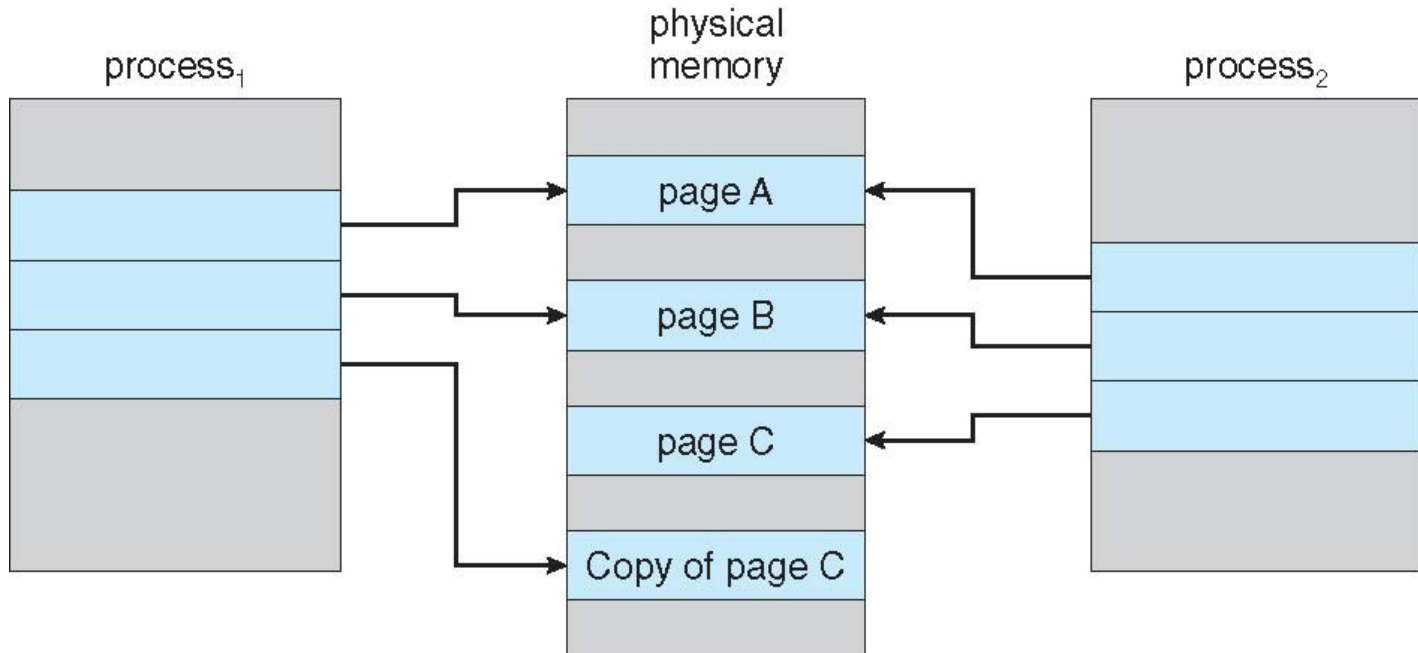 process₁
physical
memory
process₂
page A
page B
page C
Copy of page C